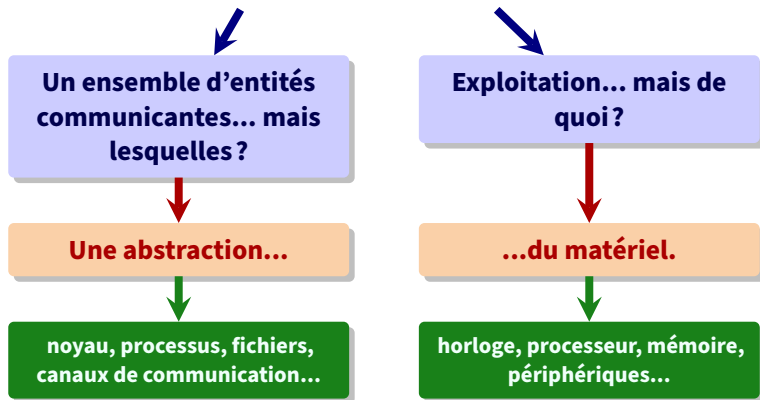 Un ensemble d’entités
communicantes... mais
lesquelles ?
Exploitation... mais de
quoi ?
Une abstraction...
...du matériel.
noyau, processus, fichiers,
canaux de communication...
horloge, processeur, mémoire,
périphériques...